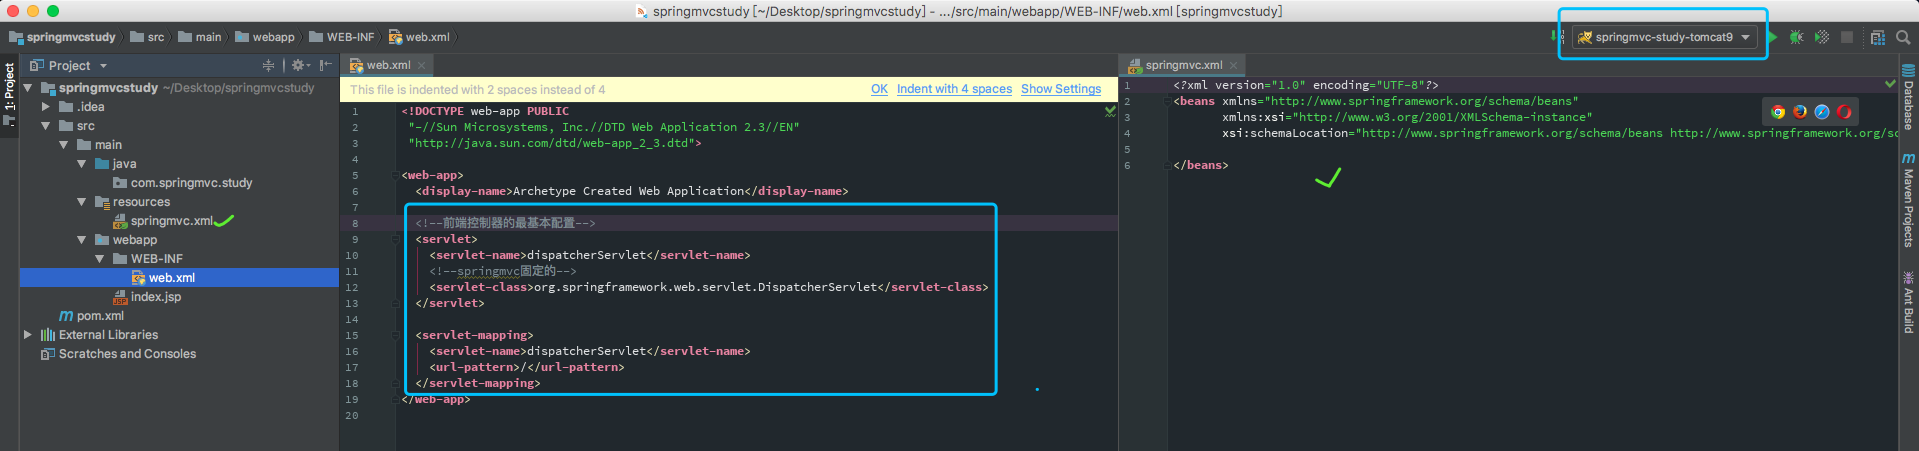 springmvcstudy [~/Desktop/springmvcstudy] - .../src/main/webapp/WEB-INF/web.xml [springmvcstudy]
springmvcstudy src main webapp WEB-INF web.xml
springmvc-study-tomcat9
1: Project
Project
springmvcstudy ~/Desktop/springmvcstudy
.idea
src
main
java
com.springmvc.study
resources
springmvc.xml
webapp
WEB-INF
web.xml
index.jsp
pom.xml
External Libraries
Scratches and Consoles
web.xml
This file is indented with 2 spaces instead of 4 OK Indent with 4 spaces Show Settings
1 <!DOCTYPE web-app PUBLIC
2 "-//Sun Microsystems, Inc.//DTD Web Application 2.3//EN"
3 "http://java.sun.com/dtd/web-app_2_3.dtd">
4
5 <web-app>
6 <display-name>Archetype Created Web Application</display-name>
7
8 <!--前端控制器的最基本配置-->
9 <servlet>
10 <servlet-name>dispatcherServlet</servlet-name>
11 <!--springmvc固定的-->
12 <servlet-class>org.springframework.web.servlet.DispatcherServlet</servlet-class>
13 </servlet>
14
15 <servlet-mapping>
16 <servlet-name>dispatcherServlet</servlet-name>
17 <url-pattern>/</url-pattern>
18 </servlet-mapping>
19 </web-app>
20
springmvc.xml
1 <?xml version="1.0" encoding="UTF-8"?>
2 <beans xmlns="http://www.springframework.org/schema/beans"
3 xmlns:xsi="http://www.w3.org/2001/XMLSchema-instance"
4 xsi:schemaLocation="http://www.springframework.org/schema/beans http://www.springframework.org/sc
5
6 </beans>
Database
Maven Projects
Ant Build